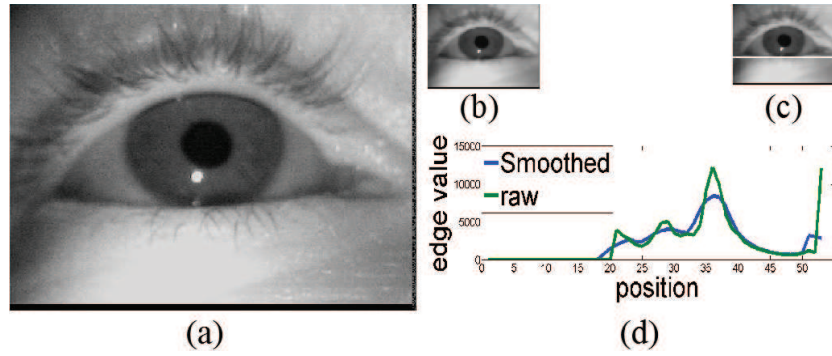 (a)
(b)
(c)
edge value
15000
10000
5000
0
Smoothed
raw
0 5 10 15 20 25 30 35 40 45 50
position
(d)